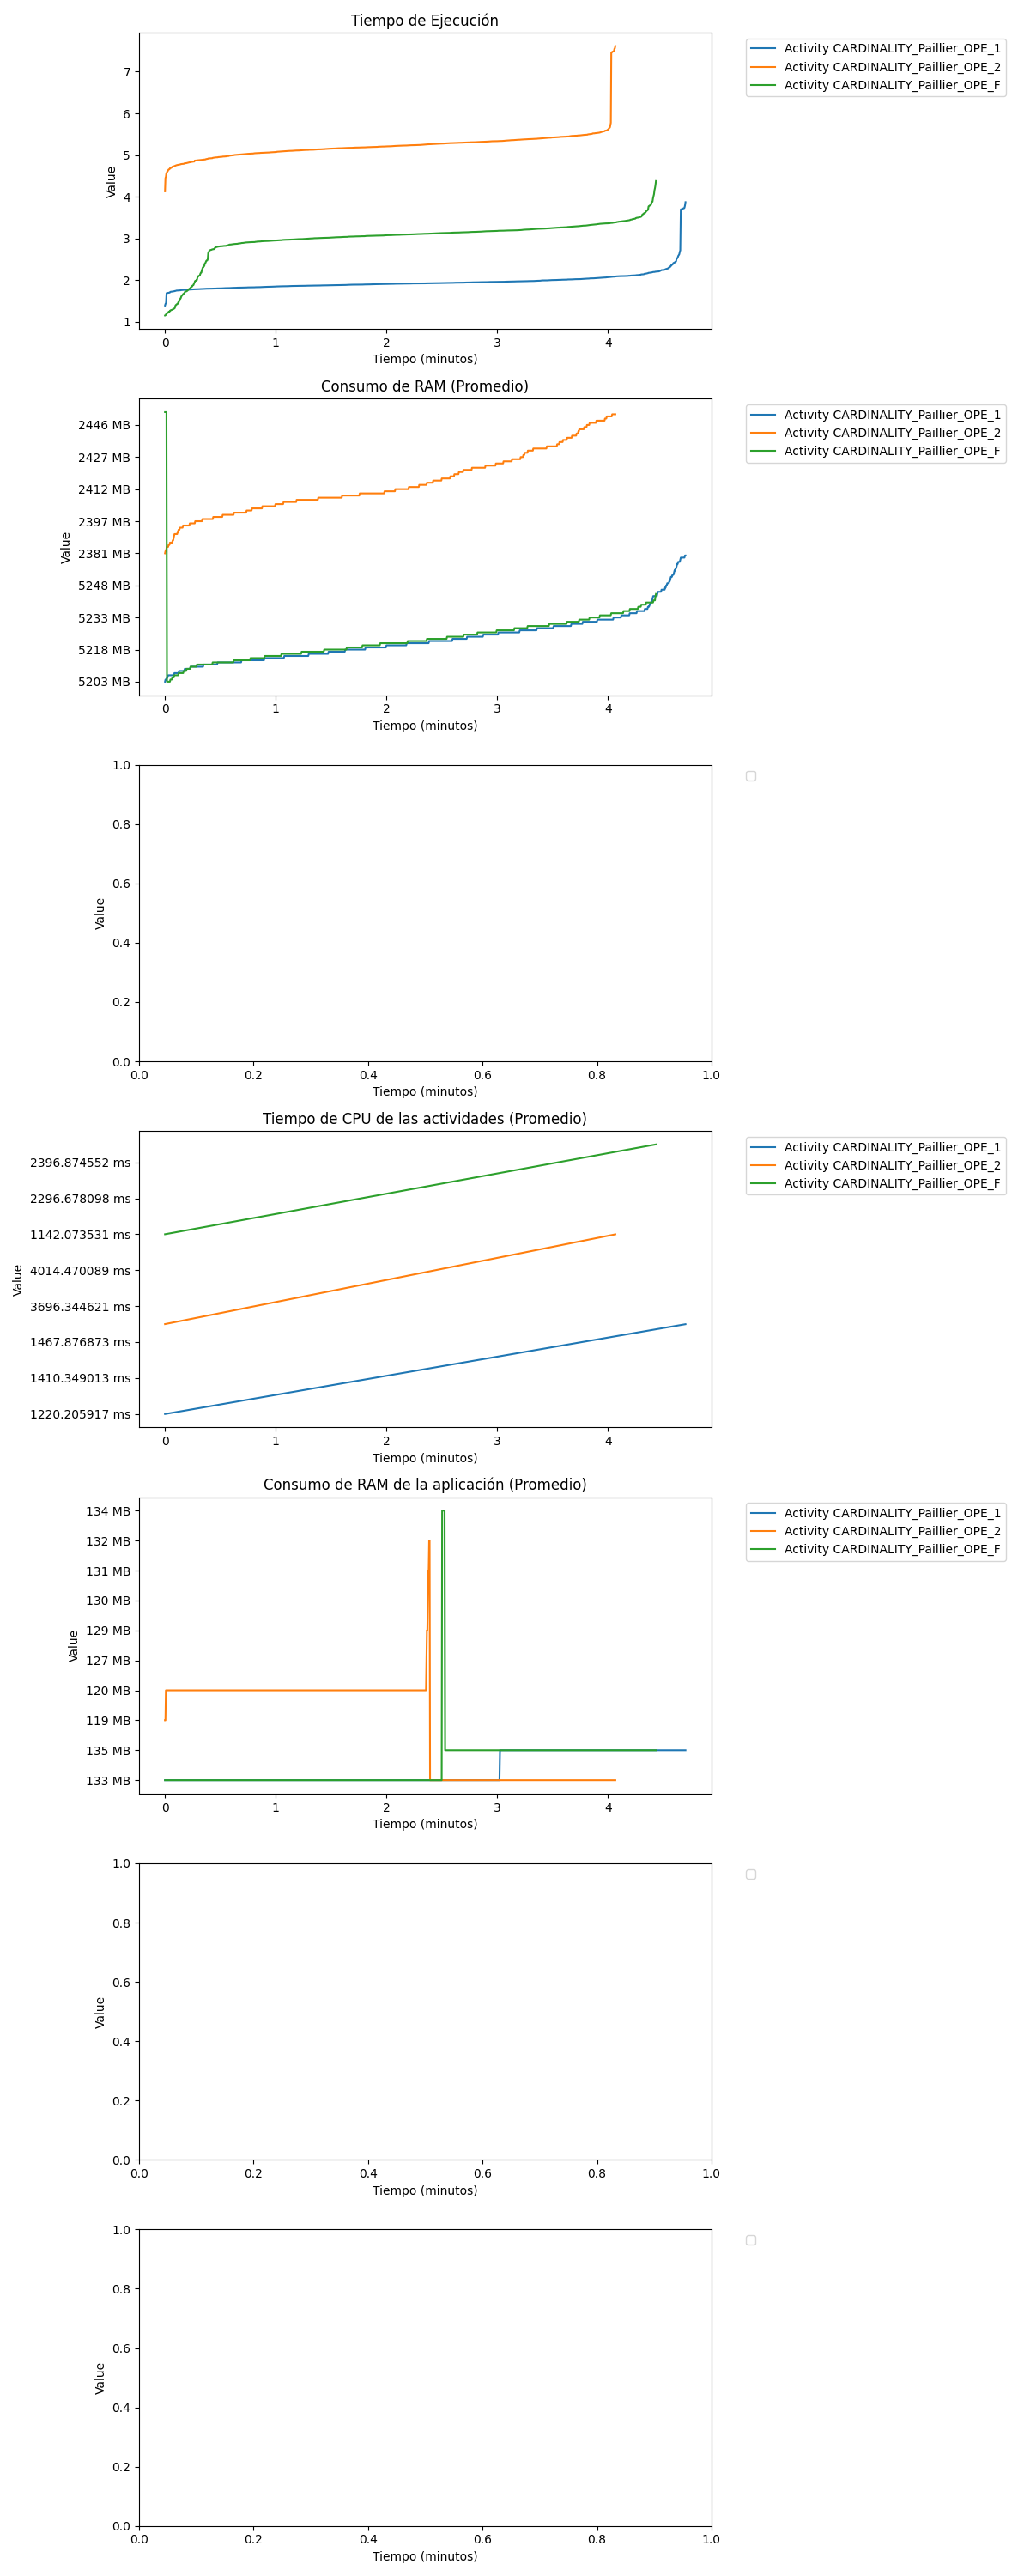 Tiempo de Ejecución
Activity CARDINALITY_Paillier_OPE_1
Activity CARDINALITY_Paillier_OPE_2
Activity CARDINALITY_Paillier_OPE_F
7
6
5
4
3
2
1
Value
0 1 2 3 4
Tiempo (minutos)
Consumo de RAM (Promedio)
Activity CARDINALITY_Paillier_OPE_1
Activity CARDINALITY_Paillier_OPE_2
Activity CARDINALITY_Paillier_OPE_F
2446 MB
2427 MB
2412 MB
2397 MB
2381 MB
5248 MB
5233 MB
5218 MB
5203 MB
Value
0 1 2 3 4
Tiempo (minutos)
1.0
0.8
0.6
0.4
0.2
0.0
Value
0.0 0.2 0.4 0.6 0.8 1.0
Tiempo (minutos)
Tiempo de CPU de las actividades (Promedio)
Activity CARDINALITY_Paillier_OPE_1
Activity CARDINALITY_Paillier_OPE_2
Activity CARDINALITY_Paillier_OPE_F
2396.874552 ms
2296.678098 ms
1142.073531 ms
4014.470089 ms
3696.344621 ms
1467.876873 ms
1410.349013 ms
1220.205917 ms
Value
0 1 2 3 4
Tiempo (minutos)
Consumo de RAM de la aplicación (Promedio)
Activity CARDINALITY_Paillier_OPE_1
Activity CARDINALITY_Paillier_OPE_2
Activity CARDINALITY_Paillier_OPE_F
134 MB
132 MB
131 MB
130 MB
129 MB
127 MB
120 MB
119 MB
135 MB
133 MB
Value
0 1 2 3 4
Tiempo (minutos)
1.0
0.8
0.6
0.4
0.2
0.0
Value
0.0 0.2 0.4 0.6 0.8 1.0
Tiempo (minutos)
1.0
0.8
0.6
0.4
0.2
0.0
Value
0.0 0.2 0.4 0.6 0.8 1.0
Tiempo (minutos)